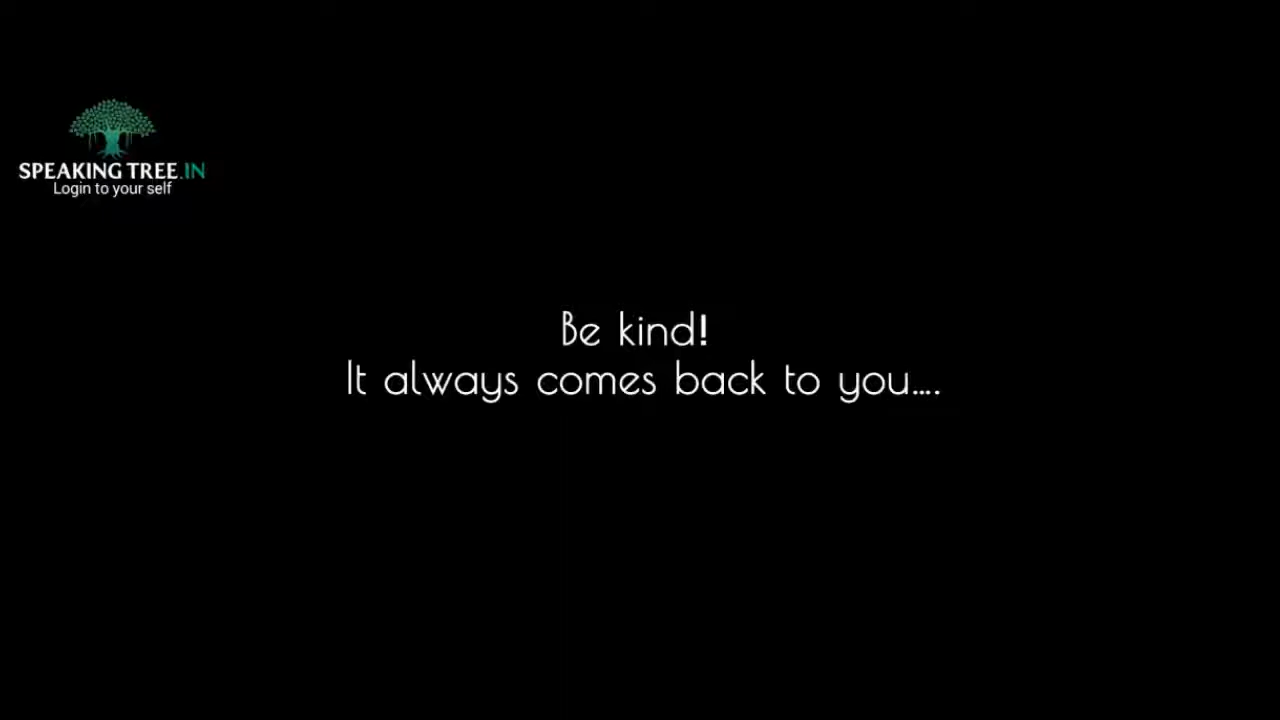 SPEAKING TREE.IN
Login to your self
Be kind!
It always comes back to you....